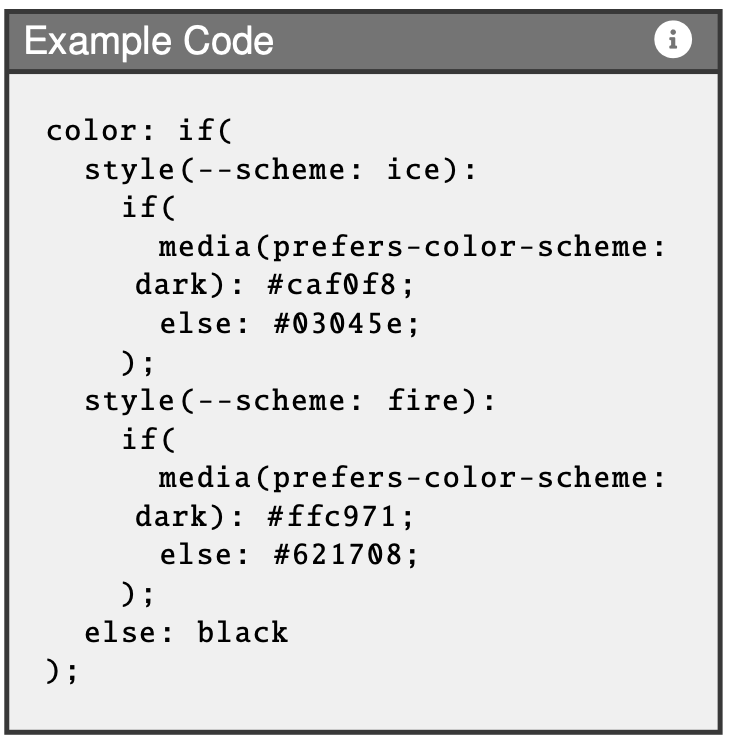 Example Code
color: if(
  style(--scheme: ice):
    if(
      media(prefers-color-scheme:
     dark): #caf0f8;
      else: #03045e;
    );
  style(--scheme: fire):
    if(
      media(prefers-color-scheme:
     dark): #ffc971;
      else: #621708;
    );
  else: black
);